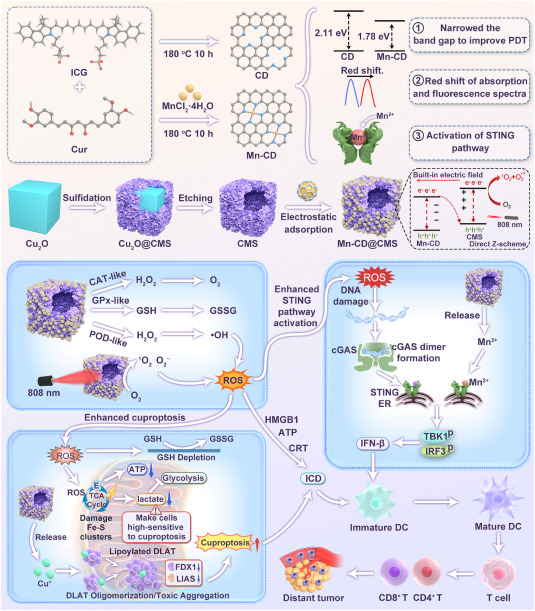 ICG
+
Cur
180 °C 10 h
CD
MnCl₂·4H₂O
180 °C 10 h
Mn-CD
2.11 eV
1.78 eV
CD
Mn-CD
Red shift.
Mn²⁺
Mn²⁺
① Narrowed the
band gap to improve PDT
② Red shift of absorption
and fluorescence spectra
③ Activation of STING
pathway
Cu₂O
Sulfidation
Cu₂O@CMS
Etching
CMS
Electrostatic
adsorption
Mn-CD@CMS
Built-in electric field
e⁻e⁻e⁻
e⁻e⁻e⁻
¹O₂+O₂⁻
O₂
808 nm
h⁺h⁺h⁺
h⁺h⁺h⁺
Mn-CD
CMS
Direct Z-scheme
CAT-like
H₂O₂
O₂
GPx-like
GSH
GSSG
POD-like
H₂O₂
•OH
¹O₂ O₂•⁻
808 nm
O₂
ROS
Enhanced
STING
pathway
activation
ROS
DNA
damage
Release
Mn²⁺
cGAS
cGAS dimer
formation
Mn²⁺
STING
ER
TBK1 p
IRF3 p
IFN-β
Enhanced cuproptosis
HMGB1
ATP
CRT
ROS
GSH
GSSG
GSH Depletion
ATP
Glycolysis
ROS
E
TCA
Cycle
lactate
Damage
Fe-S
clusters
Make cells
high-sensitive
to cuproptosis
Release
Cu⁺
Lipoylated DLAT
FDX1
LIAS
DLAT Oligomerization/Toxic Aggregation
Cuproptosis
ICD
Immature DC
Mature DC
Distant tumor
CD8⁺ T
CD4⁺ T
T cell